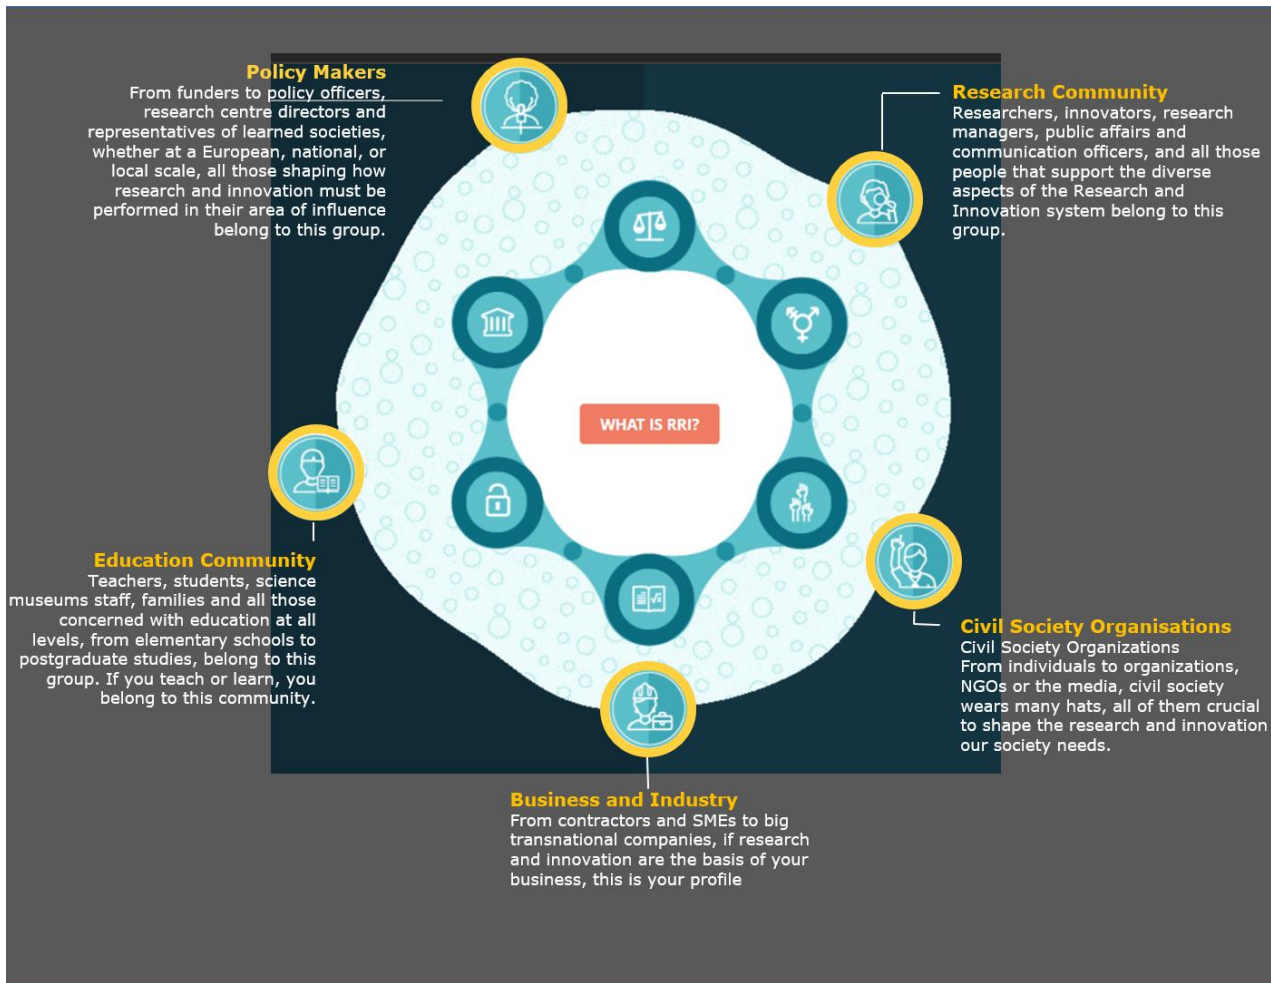 Policy Makers
From funders to policy officers,
research centre directors and
representatives of learned societies,
whether at a European, national, or
local scale, all those shaping how
research and innovation must be
performed in their area of influence
belong to this group.
Research Community
Researchers, innovators, research
managers, public affairs and
communication officers, and all those
people that support the diverse
aspects of the Research and
Innovation system belong to this
group.
WHAT IS RRI?
Education Community
Teachers, students, science
museums staff, families and all those
concerned with education at all
levels, from elementary schools to
postgraduate studies, belong to this
group. If you teach or learn, you
belong to this community.
Civil Society Organisations
Civil Society Organizations
From individuals to organizations,
NGOs or the media, civil society
wears many hats, all of them crucial
to shape the research and innovation
our society needs.
Business and Industry
From contractors and SMEs to big
transnational companies, if research
and innovation are the basis of your
business, this is your profile